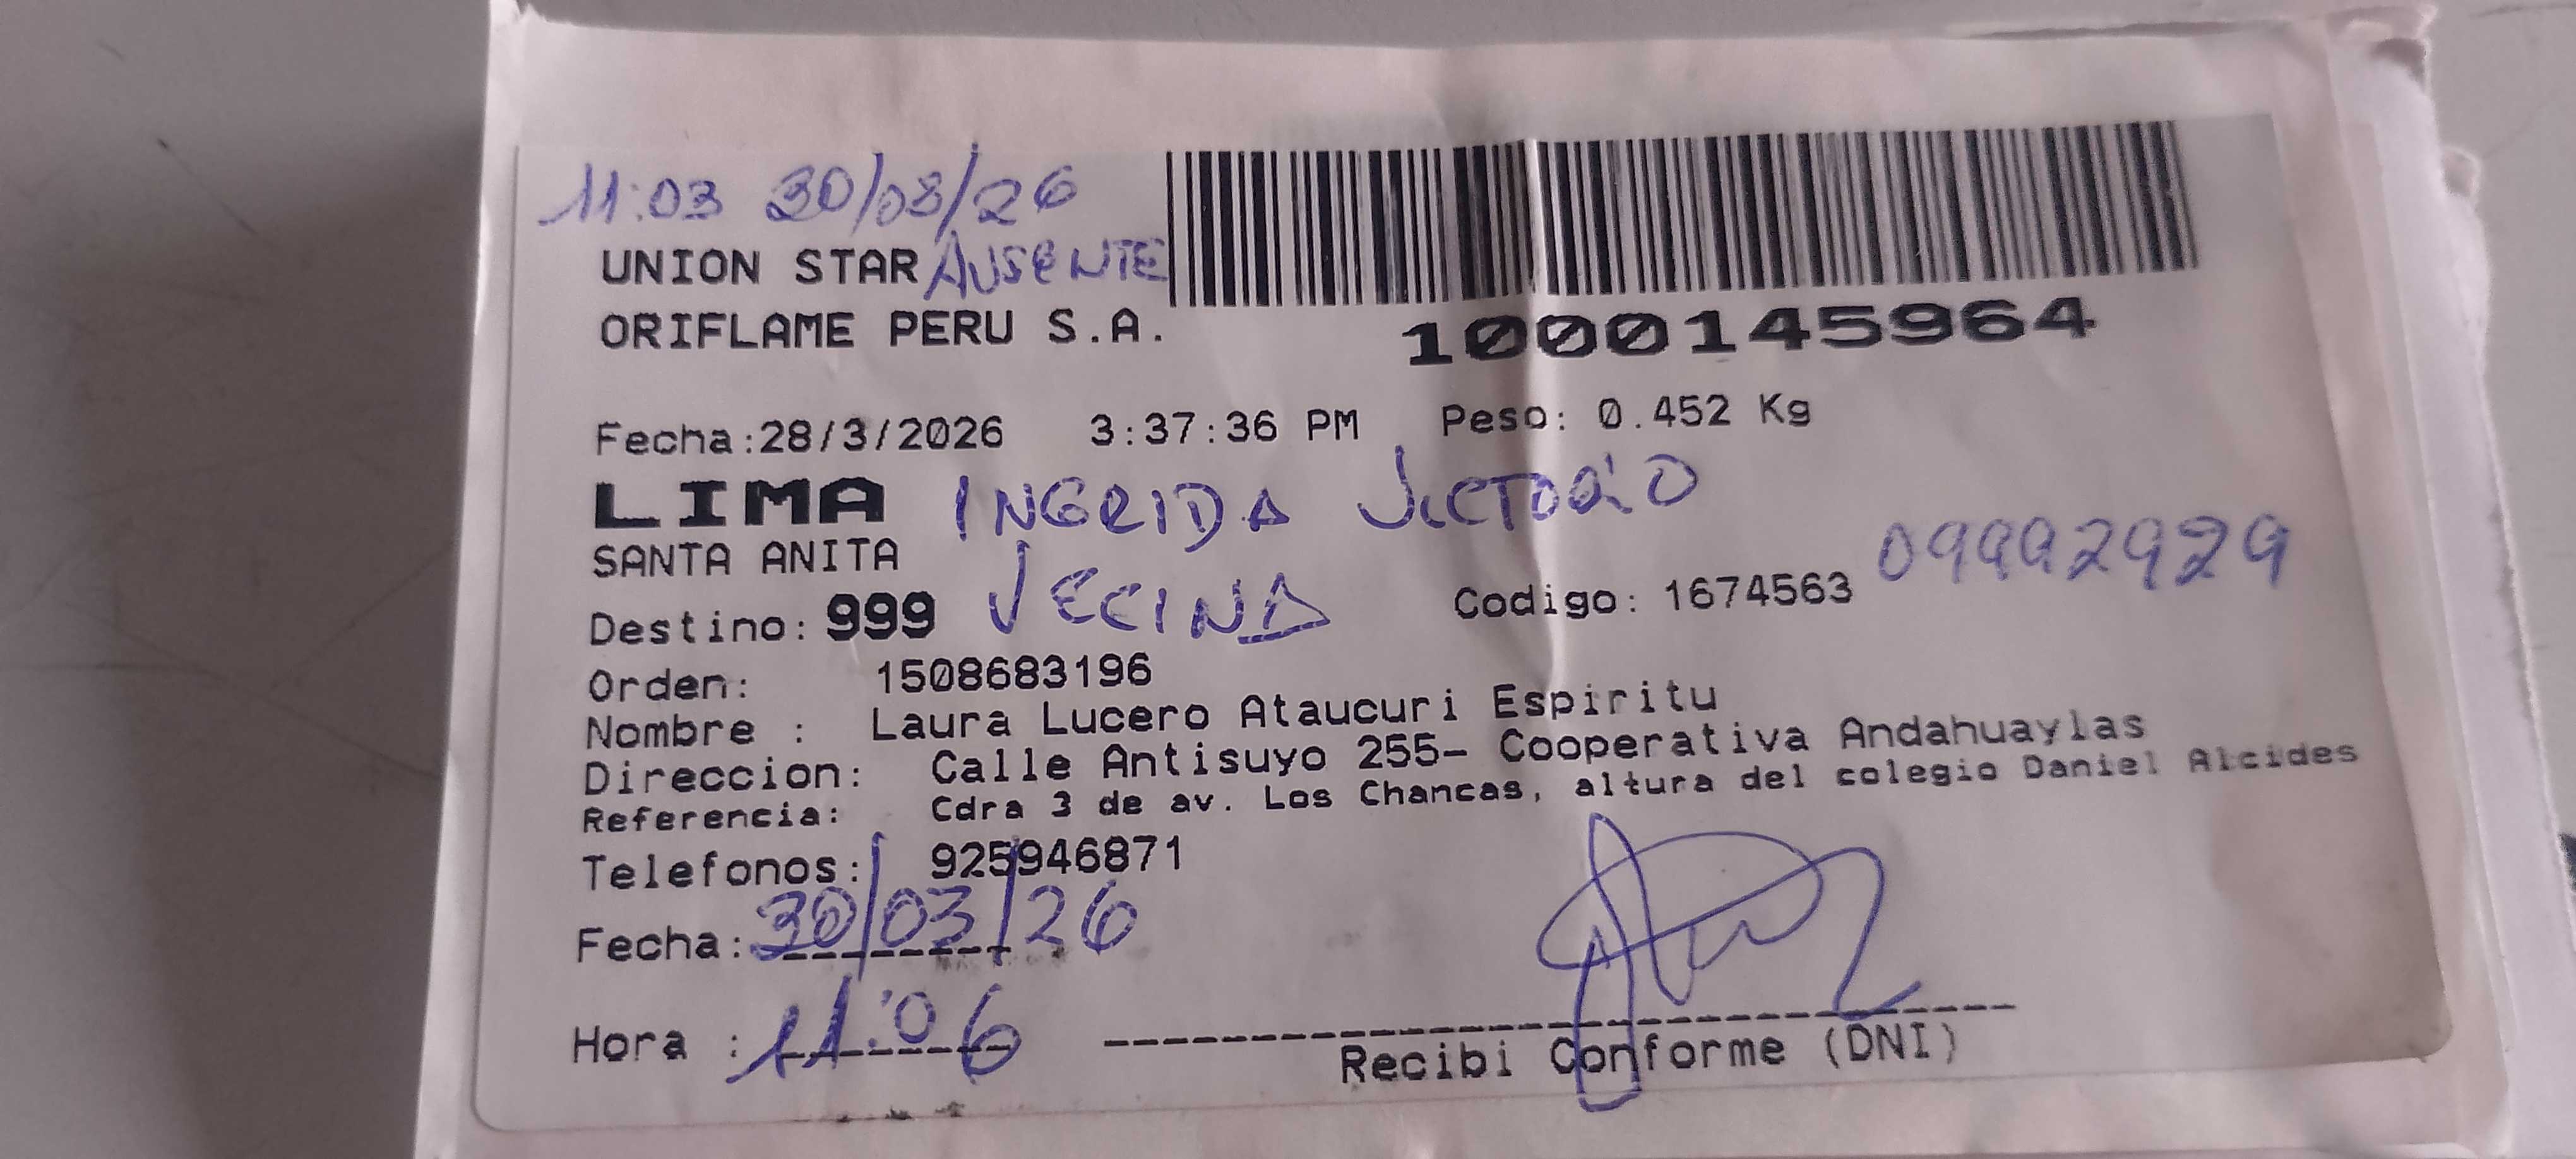 11:03 30/03/26
UNION STAR AUSENTE
ORIFLAME PERU S.A.
1000145964
Fecha:28/3/2026 3:37:36 PM Peso: 0.452 Kg
LIMA INGRIDA VICTORIO
SANTA ANITA 09992929
Destino: 999 VECINA Codigo: 1674563
Orden: 1508683196
Nombre : Laura Lucero Ataucuri Espiritu
Direccion: Calle Antisuyo 255- Cooperativa Andahuaylas
Referencia: Cdra 3 de av. Los Chancas, altura del colegio Daniel Alcides
Telefonos: 925946871
Fecha: 30/03/26
Hora : 11:06
Recibi Conforme (DNI)